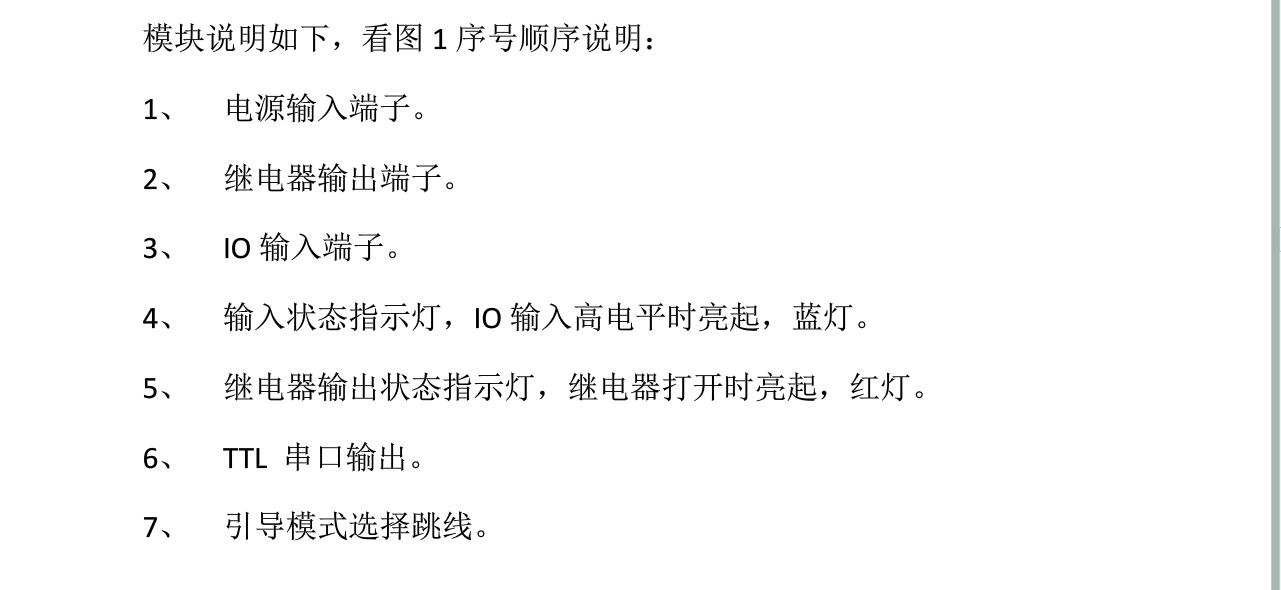 模块说明如下，看图 1 序号顺序说明：
1、 电源输入端子。
2、 继电器输出端子。
3、 IO 输入端子。
4、 输入状态指示灯，IO 输入高电平时亮起，蓝灯。
5、 继电器输出状态指示灯，继电器打开时亮起，红灯。
6、 TTL 串口输出。
7、 引导模式选择跳线。